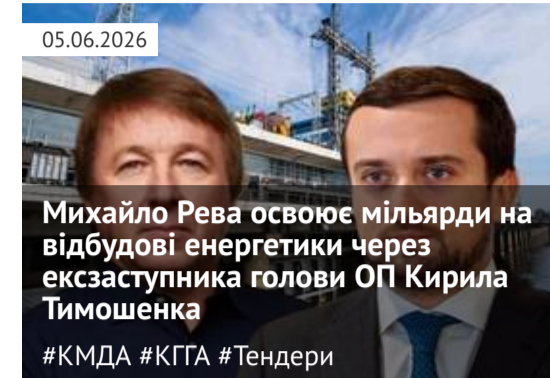 05.06.2026
Михайло Рева освоює мільярди на
відбудові енергетики через
ексзаступника голови ОП Кирила
Тимошенка
#КМДА #КГГА #Тендери